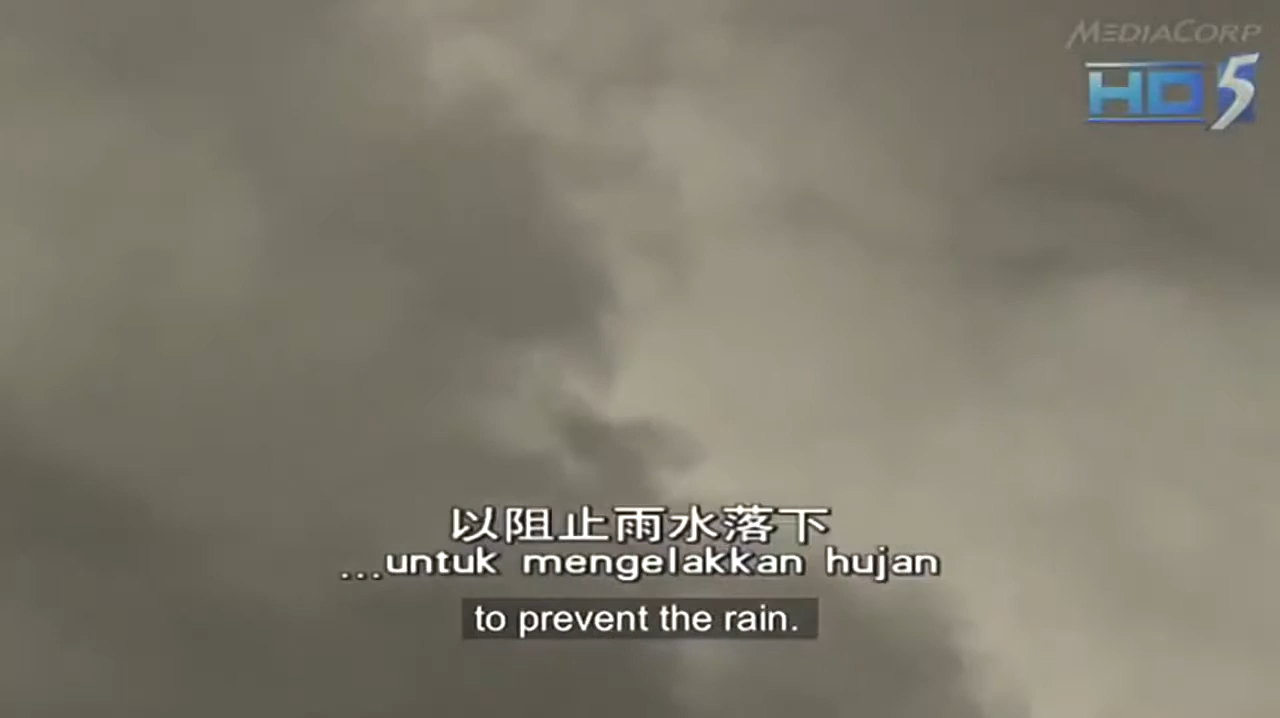 MEDIACORP
HD5
以阻止雨水落下
...untuk mengelakkan hujan
to prevent the rain.